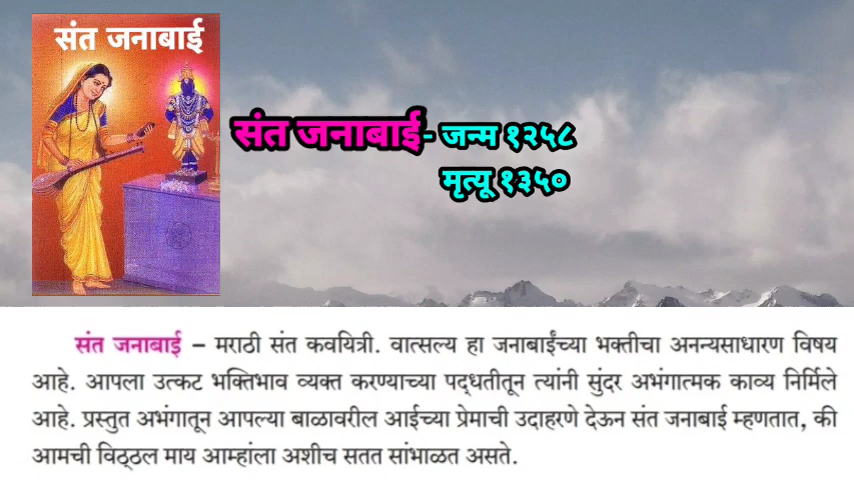 संत जनाबाई
संत जनाबाई - जन्म १२५८
मृत्यू १३५०
संत जनाबाई – मराठी संत कवयित्री. वात्सल्य हा जनाबाईंच्या भक्तीचा अनन्यसाधारण विषय
आहे. आपला उत्कट भक्तिभाव व्यक्त करण्याच्या पद्धतीतून त्यांनी सुंदर अभंगात्मक काव्य निर्मिले
आहे. प्रस्तुत अभंगातून आपल्या बाळावरील आईच्या प्रेमाची उदाहरणे देऊन संत जनाबाई म्हणतात, की
आमची विठ्ठल माय आम्हांला अशीच सतत सांभाळत असते.